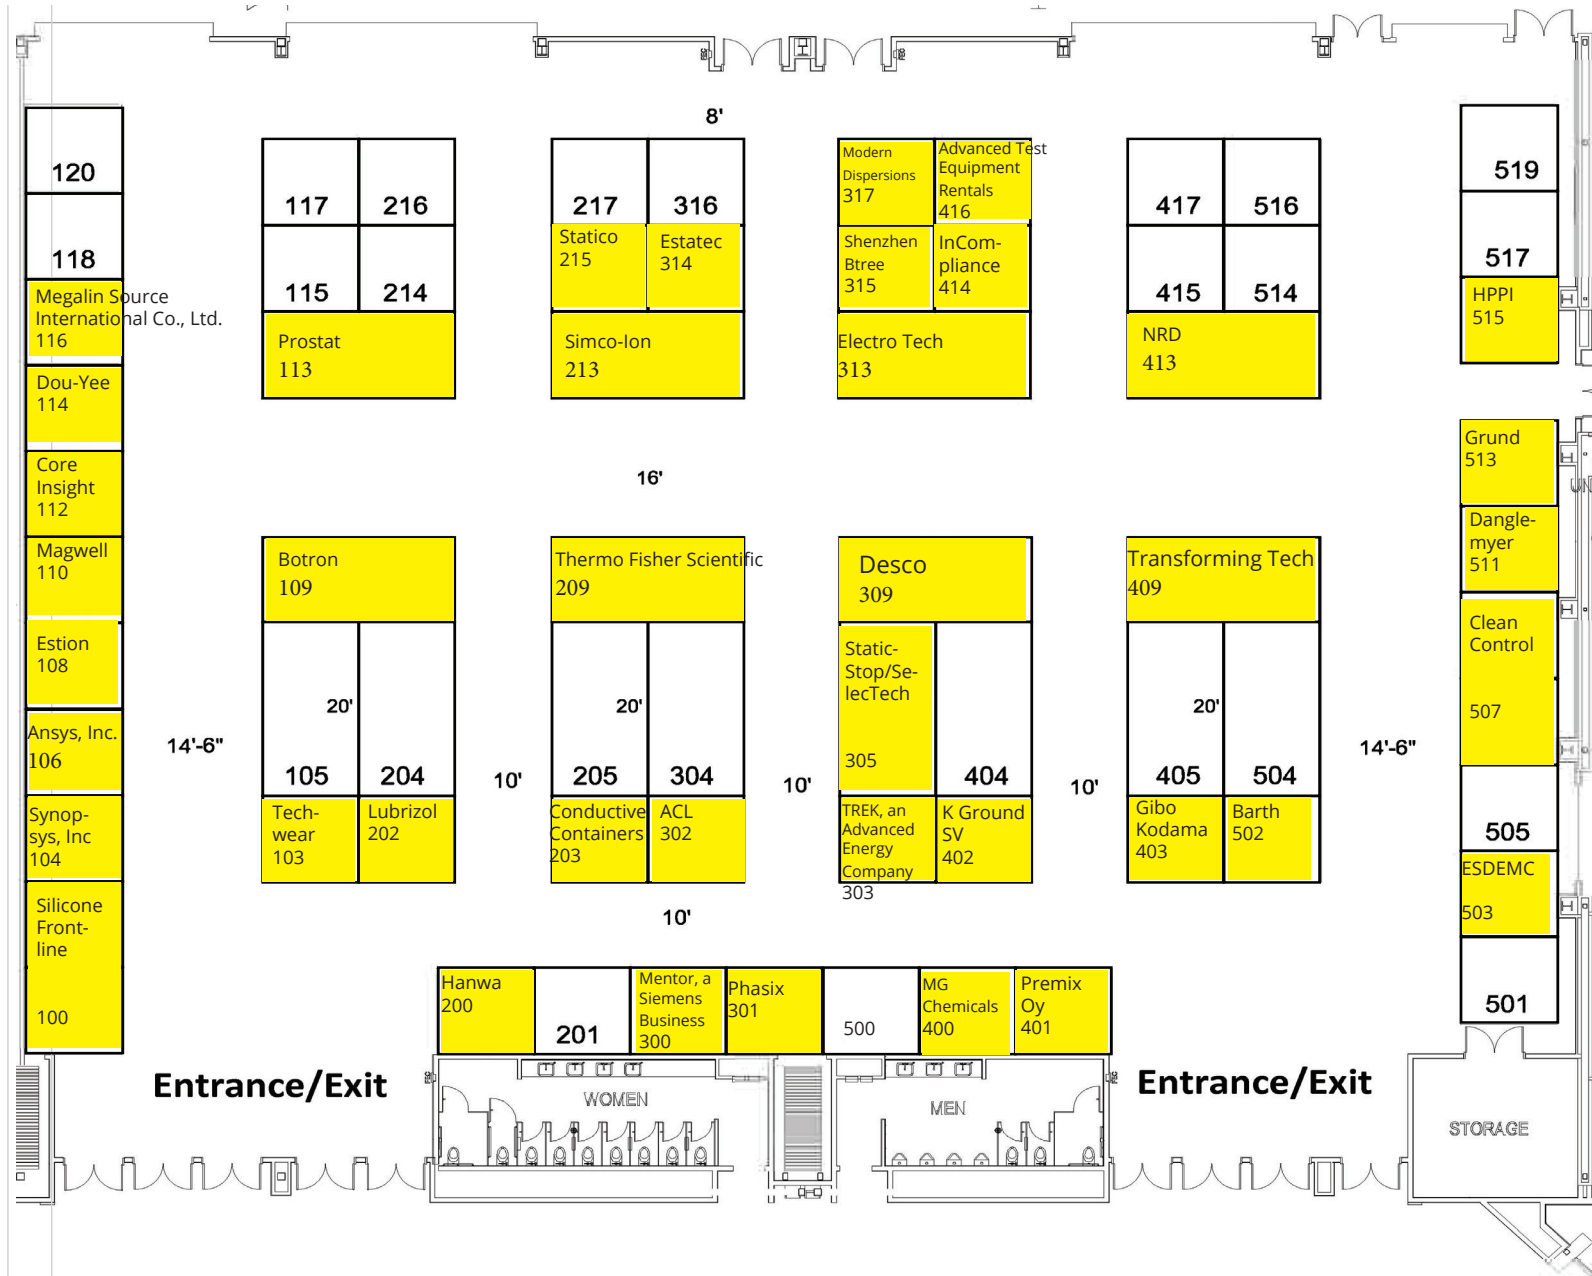 8'
120
118
Megalin Source
International Co., Ltd.
116
Dou-Yee
114
Core
Insight
112
Magwell
110
Estion
108
Ansys, Inc.
106
Synop-
sys, Inc
104
Silicone
Front-
line
100
117
216
115
214
Prostat
113
217
316
Statico
215
Estatec
314
Simco-Ion
213
Modern
Dispersions
317
Advanced Test
Equipment
Rentals
416
Shenzhen
Btree
315
InCom-
pliance
414
Electro Tech
313
417
516
415
514
NRD
413
519
517
HPPI
515
16'
Botron
109
20'
105
204
Tech-
wear
103
Lubrizol
202
Thermo Fisher Scientific
209
20'
205
304
Conductive
Containers
203
ACL
302
Desco
309
Static-
Stop/Se-
lecTech
305
404
TREK, an
Advanced
Energy
Company
303
K Ground
SV
402
Transforming Tech
409
20'
405
504
Gibo
Kodama
403
Barth
502
Grund
513
Dangle-
myer
511
Clean
Control
507
505
ESDEMC
503
501
14'-6"
10'
10'
10'
14'-6"
10'
Hanwa
200
201
Mentor, a
Siemens
Business
300
Phasix
301
500
MG
Chemicals
400
Premix
Oy
401
Entrance/Exit
WOMEN
MEN
Entrance/Exit
STORAGE